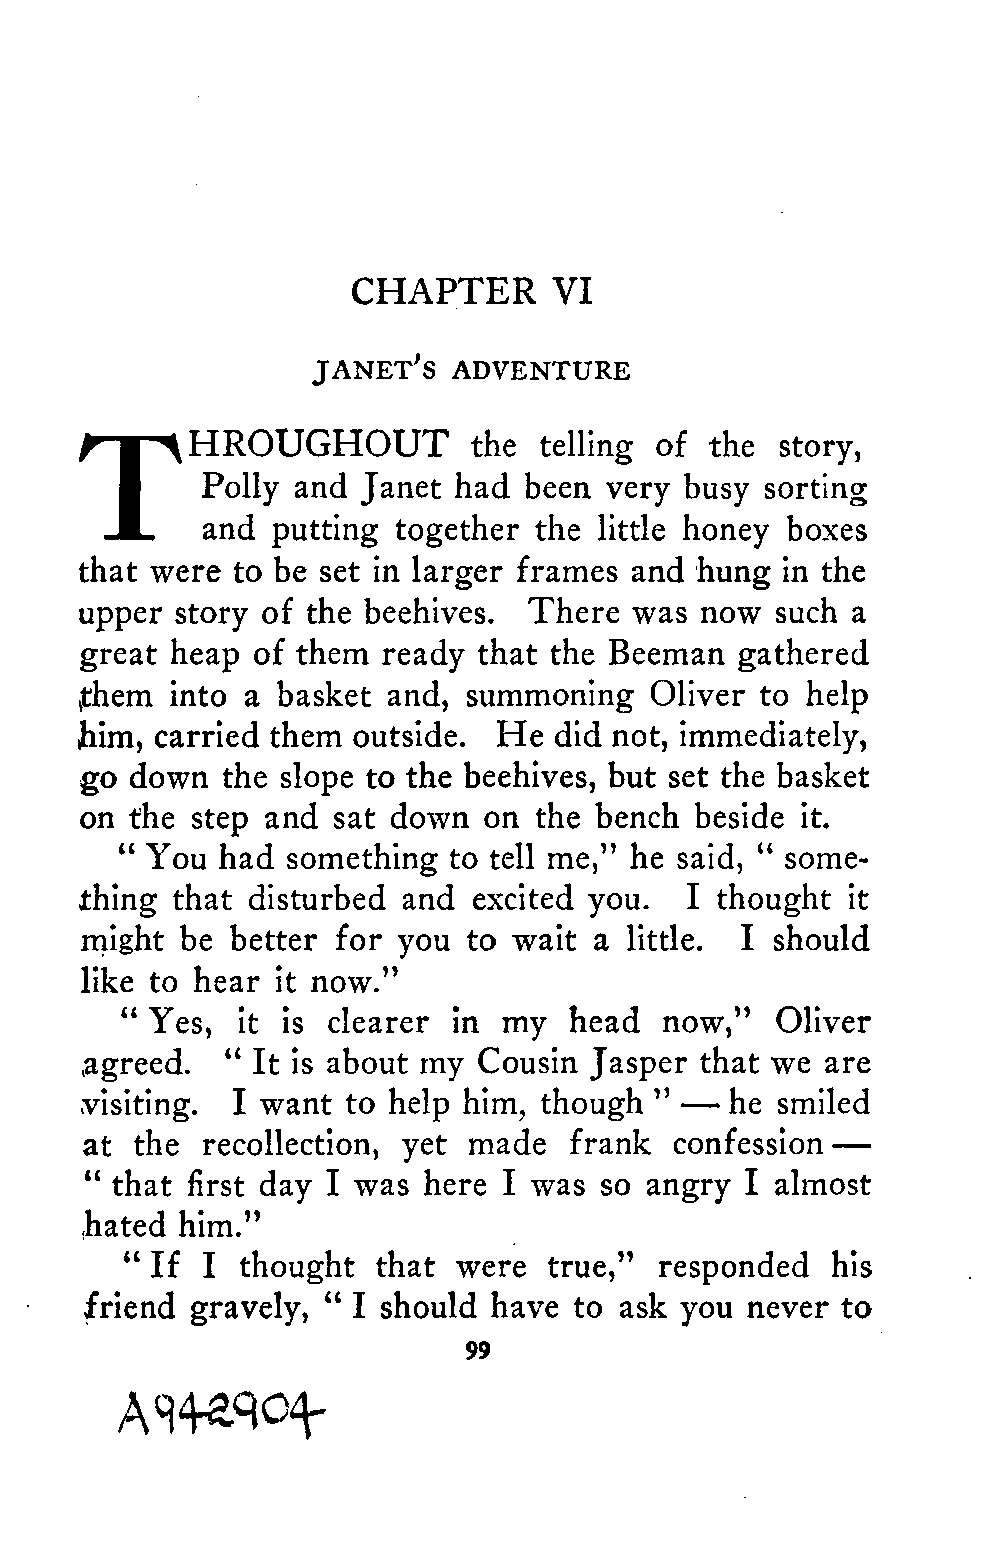 CHAPTER VI
JANET'S ADVENTURE
THROUGHOUT the telling of the story,
Polly and Janet had been very busy sorting
and putting together the little honey boxes
that were to be set in larger frames and hung in the
upper story of the beehives. There was now such a
great heap of them ready that the Beeman gathered
them into a basket and, summoning Oliver to help
him, carried them outside. He did not, immediately,
go down the slope to the beehives, but set the basket
on the step and sat down on the bench beside it.
" You had something to tell me," he said, " some-
thing that disturbed and excited you. I thought it
might be better for you to wait a little. I should
like to hear it now."
" Yes, it is clearer in my head now," Oliver
agreed. " It is about my Cousin Jasper that we are
visiting. I want to help him, though " — he smiled
at the recollection, yet made frank confession —
" that first day I was here I was so angry I almost
hated him."
" If I thought that were true," responded his
friend gravely, " I should have to ask you never to
99
A942904